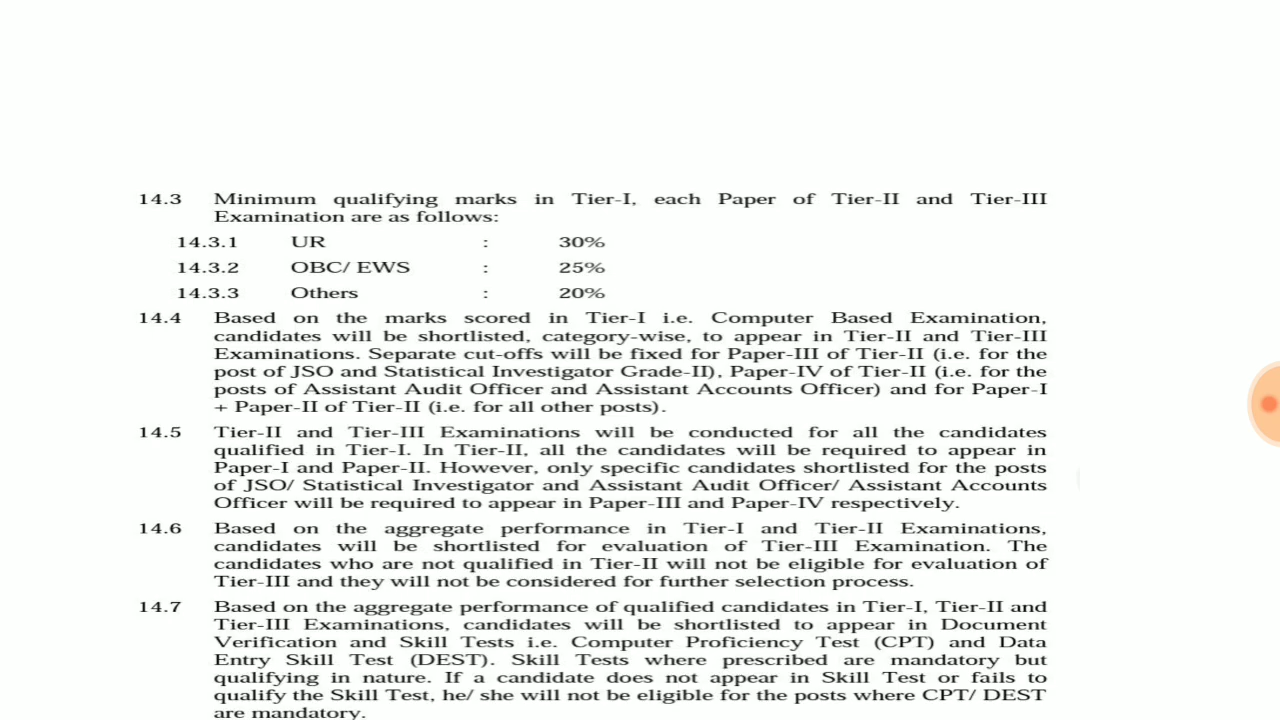 14.3 Minimum qualifying marks in Tier-I, each Paper of Tier-II and Tier-III
Examination are as follows:
14.3.1 UR : 30%
14.3.2 OBC/ EWS : 25%
14.3.3 Others : 20%
14.4 Based on the marks scored in Tier-I i.e. Computer Based Examination,
candidates will be shortlisted, category-wise, to appear in Tier-II and Tier-III
Examinations. Separate cut-offs will be fixed for Paper-III of Tier-II (i.e. for the
post of JSO and Statistical Investigator Grade-II), Paper-IV of Tier-II (i.e. for the
posts of Assistant Audit Officer and Assistant Accounts Officer) and for Paper-I
+ Paper-II of Tier-II (i.e. for all other posts).
14.5 Tier-II and Tier-III Examinations will be conducted for all the candidates
qualified in Tier-I. In Tier-II, all the candidates will be required to appear in
Paper-I and Paper-II. However, only specific candidates shortlisted for the posts
of JSO/ Statistical Investigator and Assistant Audit Officer/ Assistant Accounts
Officer will be required to appear in Paper-III and Paper-IV respectively.
14.6 Based on the aggregate performance in Tier-I and Tier-II Examinations,
candidates will be shortlisted for evaluation of Tier-III Examination. The
candidates who are not qualified in Tier-II will not be eligible for evaluation of
Tier-III and they will not be considered for further selection process.
14.7 Based on the aggregate performance of qualified candidates in Tier-I, Tier-II and
Tier-III Examinations, candidates will be shortlisted to appear in Document
Verification and Skill Tests i.e. Computer Proficiency Test (CPT) and Data
Entry Skill Test (DEST). Skill Tests where prescribed are mandatory but
qualifying in nature. If a candidate does not appear in Skill Test or fails to
qualify the Skill Test, he/ she will not be eligible for the posts where CPT/ DEST
are mandatory.